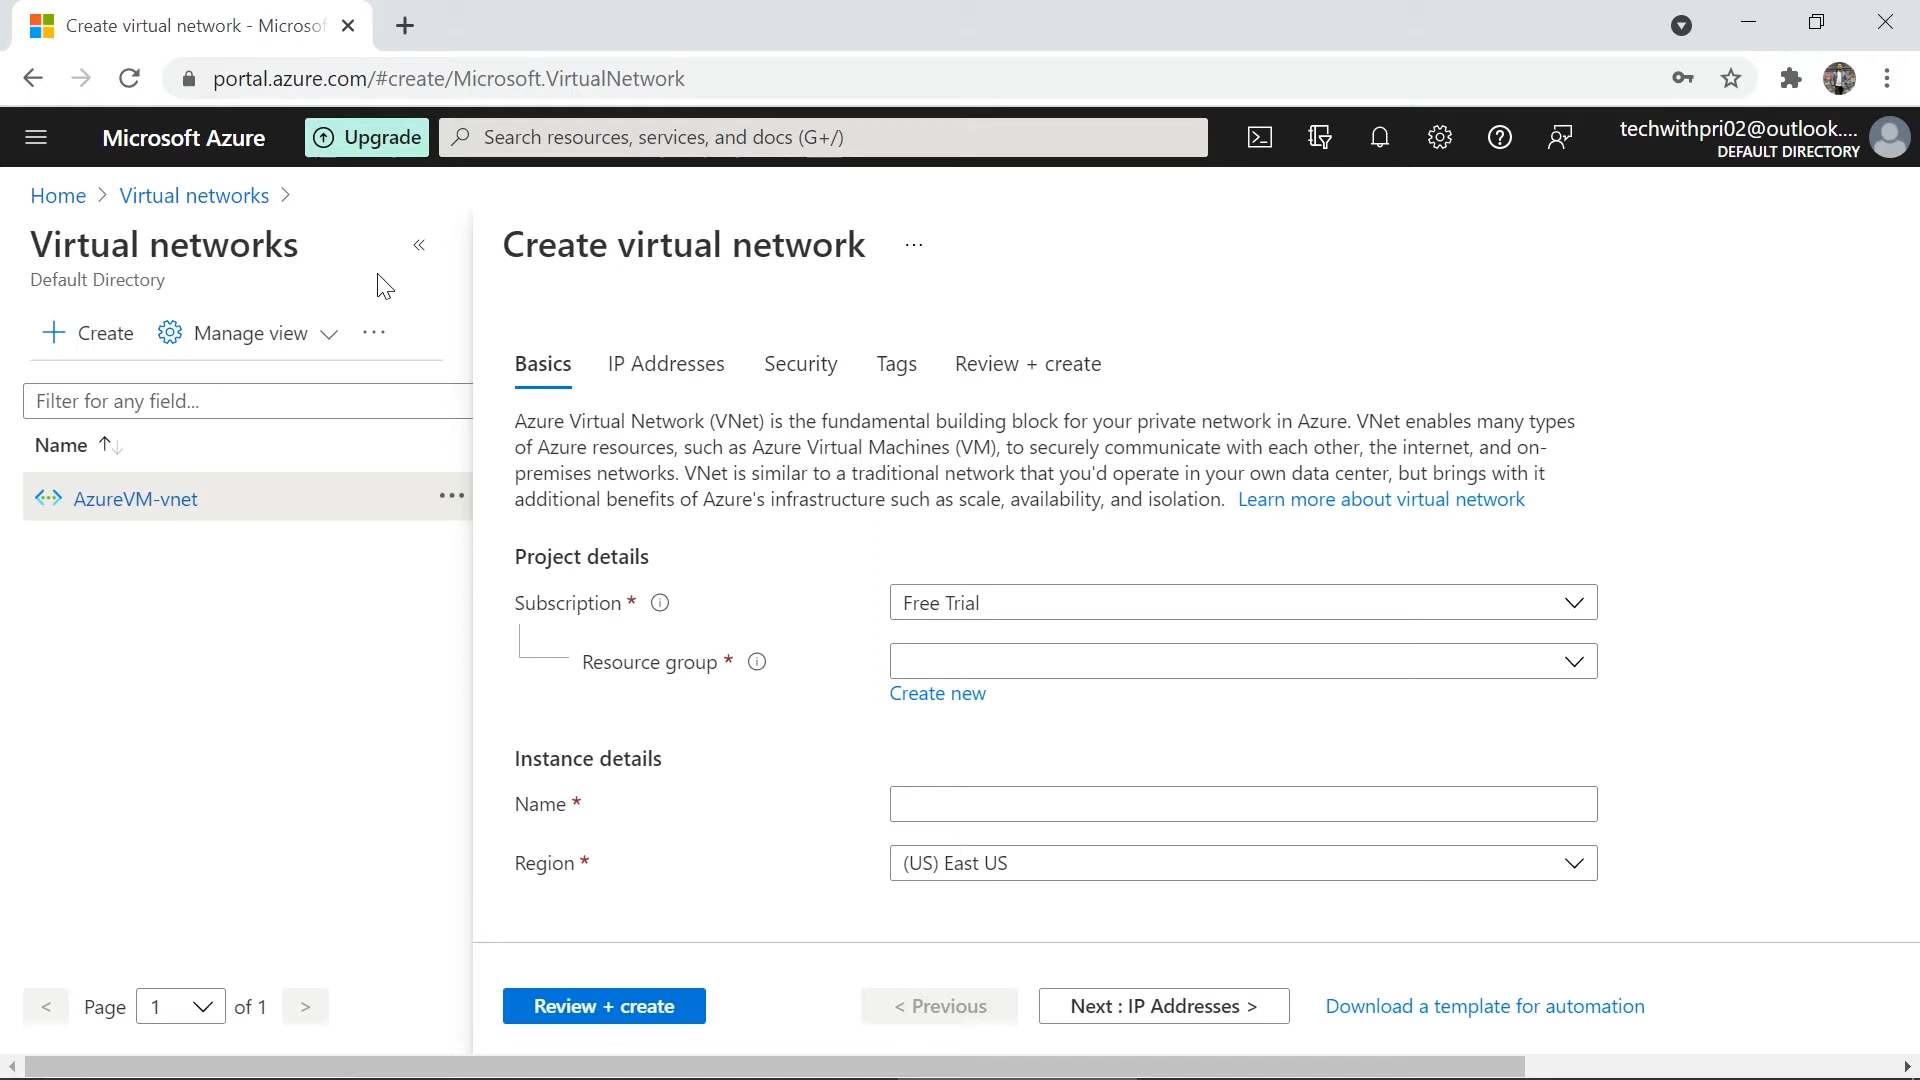 Create virtual network - Microsof
portal.azure.com/#create/Microsoft.VirtualNetwork
Microsoft Azure
Upgrade
Search resources, services, and docs (G+/)
techwithpri02@outlook....
DEFAULT DIRECTORY
Home > Virtual networks >
Virtual networks
«
Default Directory
+ Create
Manage view
...
Filter for any field...
Name ↑↓
AzureVM-vnet
...
< Page 1 of 1 >
Create virtual network
...
Basics
IP Addresses
Security
Tags
Review + create
Azure Virtual Network (VNet) is the fundamental building block for your private network in Azure. VNet enables many types
of Azure resources, such as Azure Virtual Machines (VM), to securely communicate with each other, the internet, and on-
premises networks. VNet is similar to a traditional network that you'd operate in your own data center, but brings with it
additional benefits of Azure's infrastructure such as scale, availability, and isolation. Learn more about virtual network
Project details
Subscription *
Free Trial
Resource group *
Create new
Instance details
Name *
Region *
(US) East US
Review + create
< Previous
Next : IP Addresses >
Download a template for automation